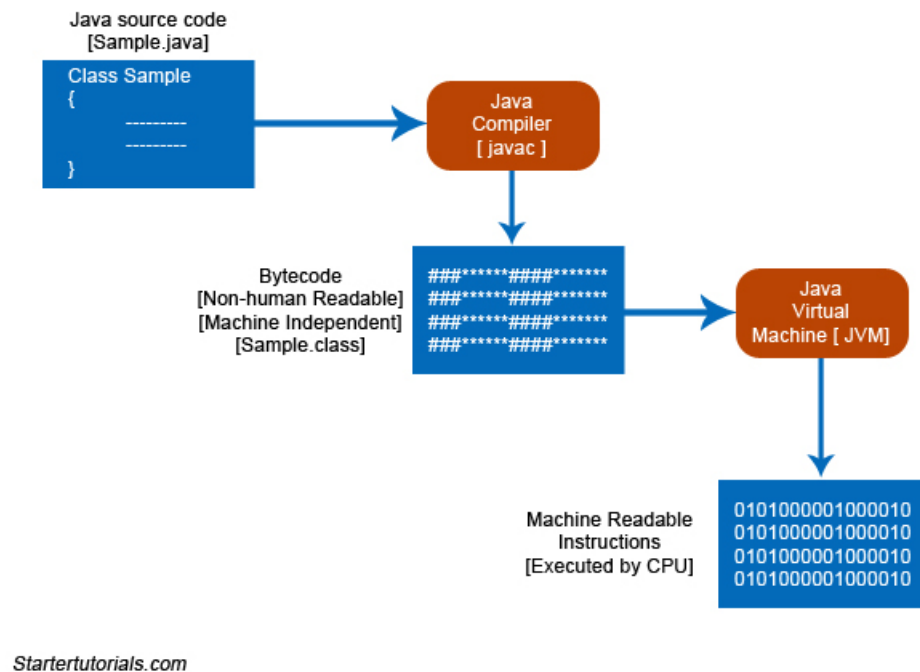 Java source code
[Sample.java]
Class Sample
{
---------
---------
}
Java
Compiler
[ javac ]
Bytecode
[Non-human Readable]
[Machine Independent]
[Sample.class]
###******####*******
###******####*******
###******####*******
###******####*******
Java
Virtual
Machine [ JVM]
Machine Readable
Instructions
[Executed by CPU]
0101000001000010
0101000001000010
0101000001000010
0101000001000010
Startertutorials.com